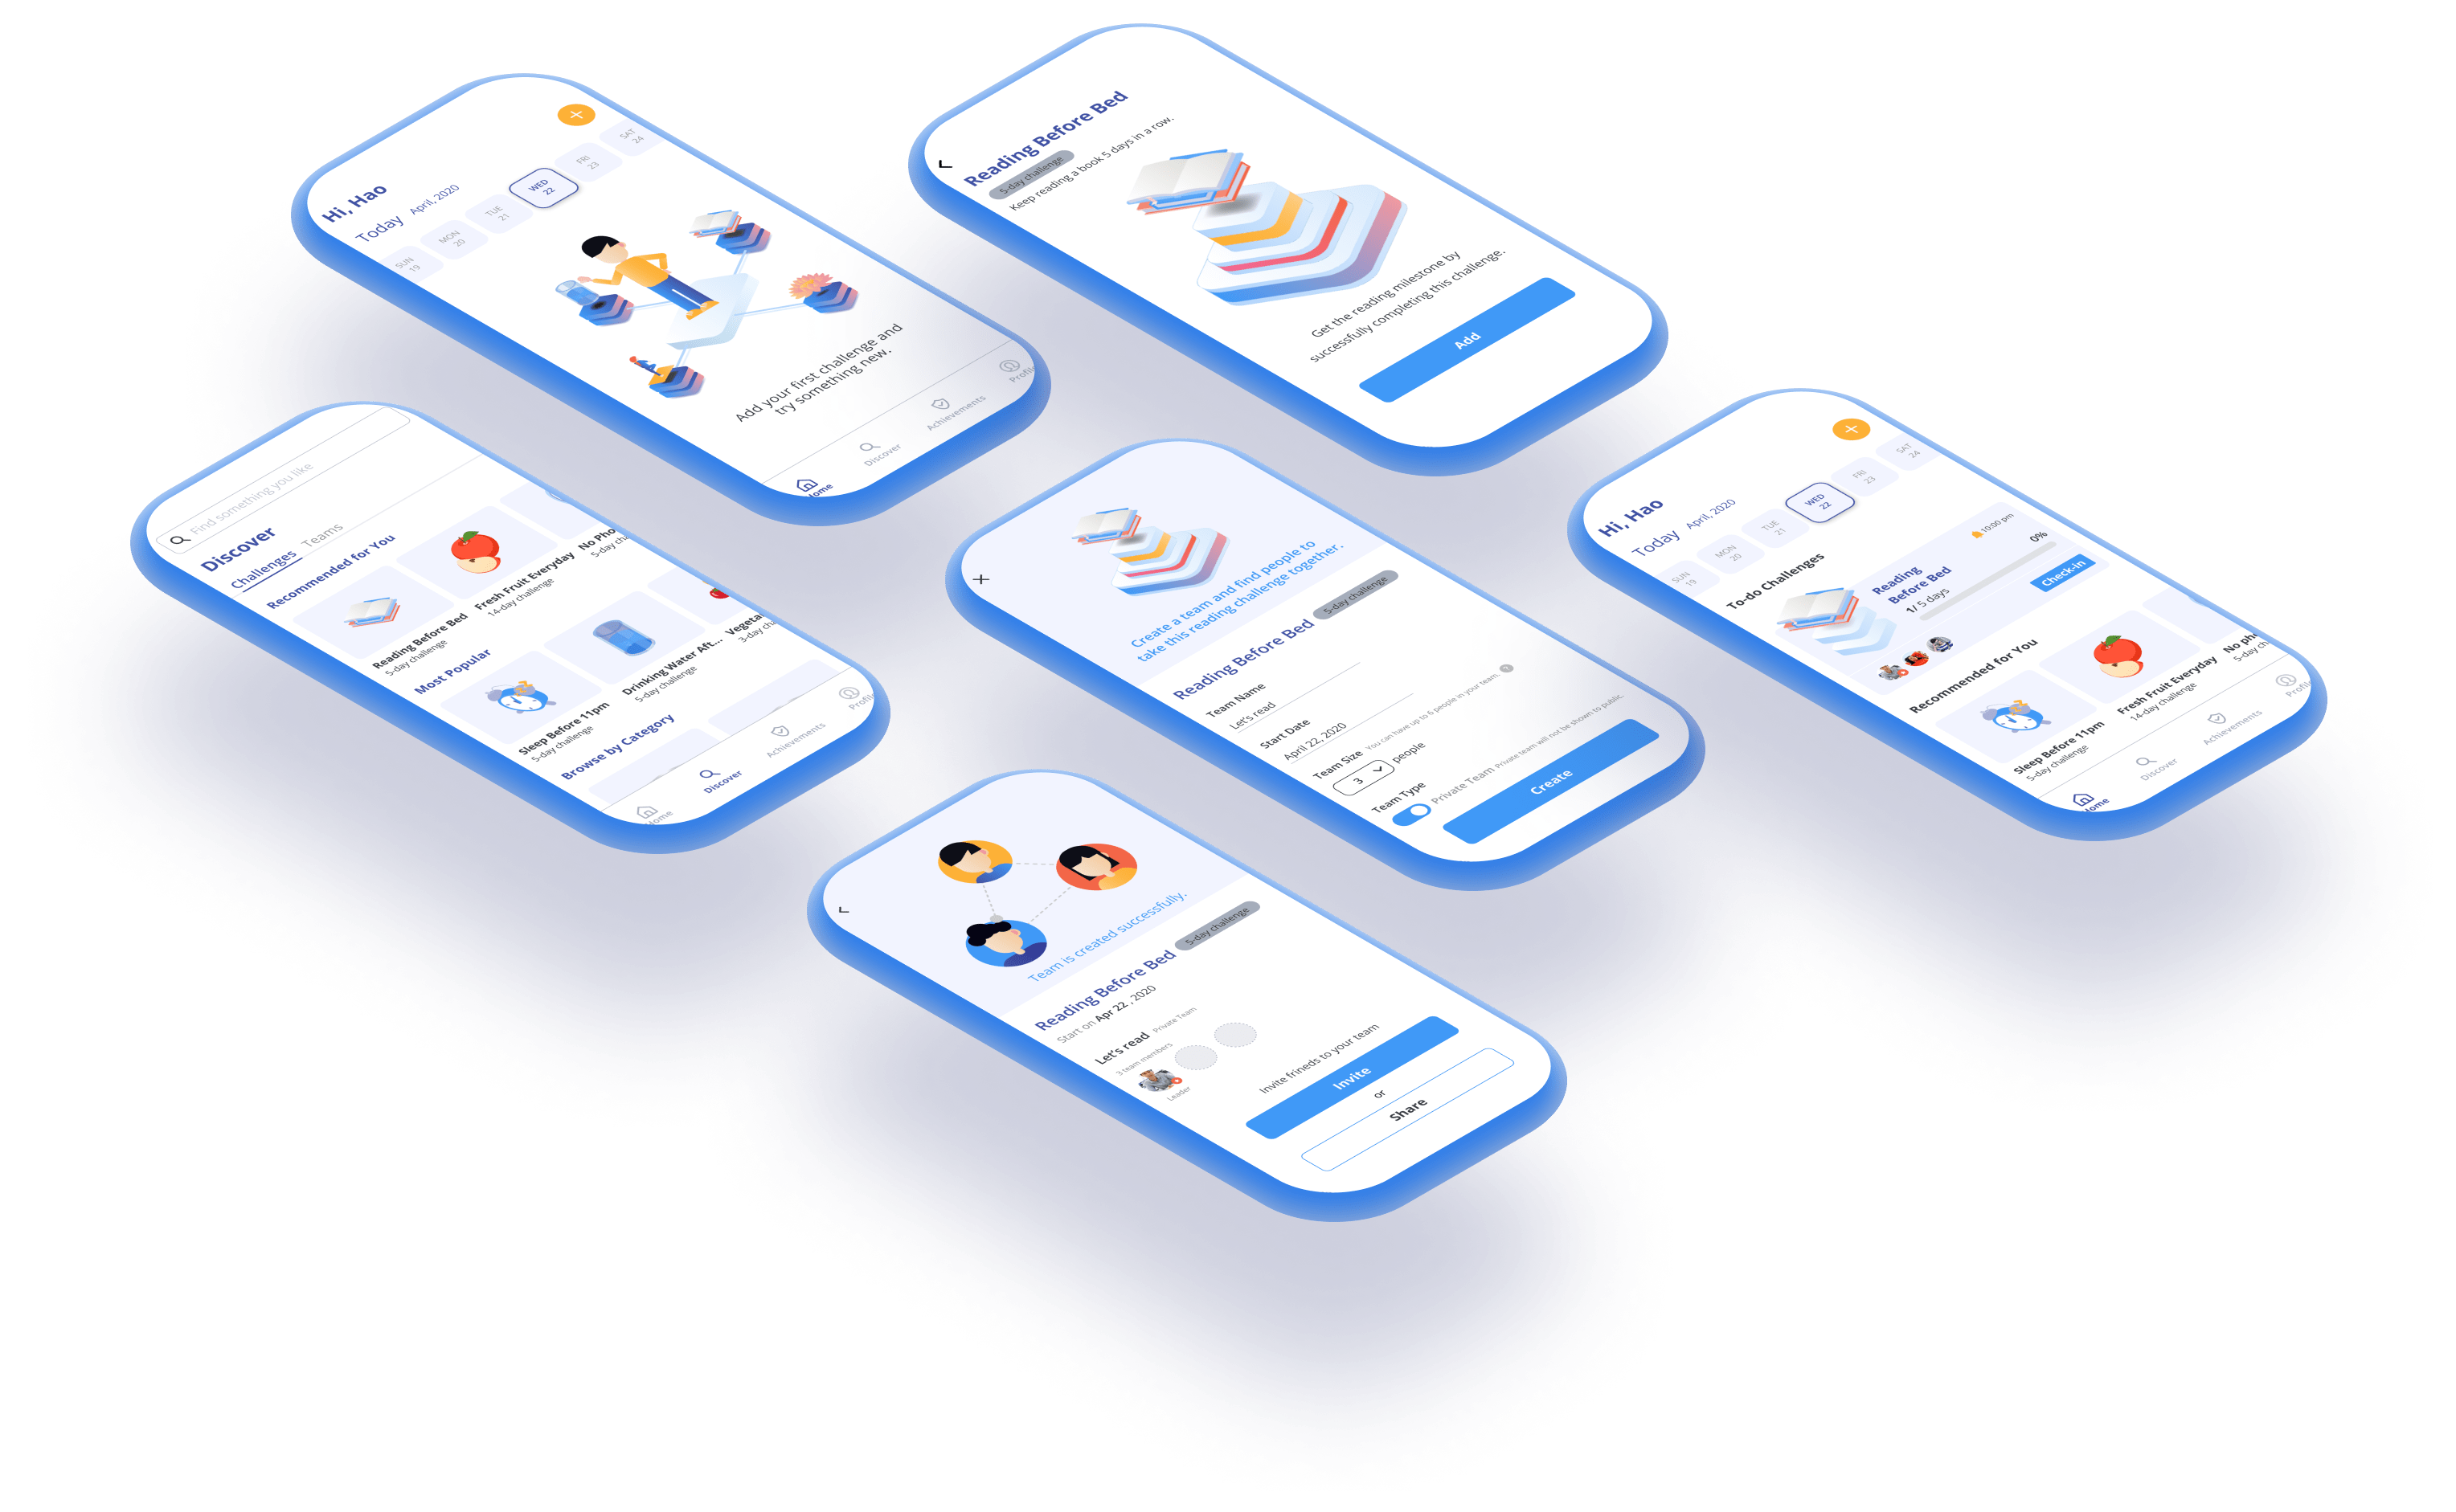 Hi, Hao
Today April, 2020
SUN
19
MON
20
TUE
21
WED
22
FRI
23
SAT
24
Add your first challenge and
try something new.
Home
Discover
Achievements
Reading Before Bed
5-day challenge
Keep reading a book 5 days in a row.
Get the reading milestone by
successfully completing this challenge.
Add
Find something you like
Discover
Challenges
Teams
Recommended for You
Reading Before Bed
5-day challenge
Fresh Fruit Everyday
14-day challenge
No Pho
5-day ch
Most Popular
Sleep Before 11pm
5-day challenge
Drinking Water Aft...
5-day challenge
Vegeta
3-day cha
Browse by Category
Home
Discover
Achievements
Create a team and find people to
take this reading challenge together.
Reading Before Bed 5-day challenge
Team Name
Let's read
Start Date
April 22, 2020
Team Size You can have up to 6 people in your team. ?
3 people
Team Type
Private Team Private team will not be shown to public.
Create
Hi, Hao
Today April, 2020
SUN
19
MON
20
TUE
21
WED
22
FRI
23
SAT
24
To-do Challenges
10:00 pm
Reading
Before Bed
1/ 5 days
0%
Check-in
Recommended for You
Sleep Before 11pm
5-day challenge
Fresh Fruit Everyday
14-day challenge
No ph
5-day ch
Home
Discover
Achievements
Team is created successfully.
Reading Before Bed 5-day challenge
Start on Apr 22 , 2020
Let's read Private Team
3 team members
Leader
Invite frineds to your team
Invite
or
Share